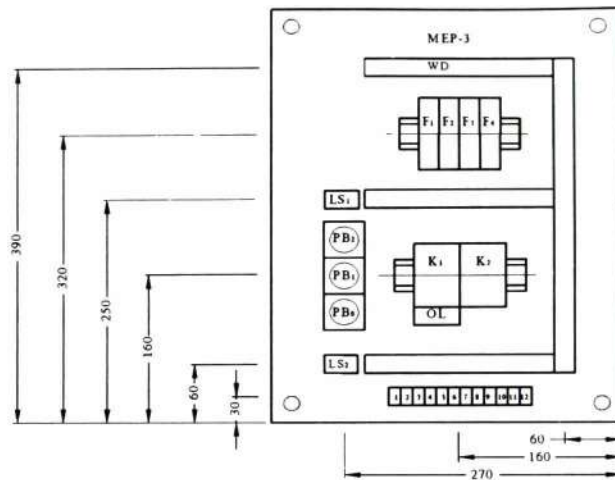 MEP-3
WD
F₁ F₂ F₃ F₄
LS₁
PB₂
K₁ K₂
PB₁
PB₀
OL
LS₂
1 2 3 4 5 6 7 8 9 10 11 12
390
320
250
160
60
30
60
160
270